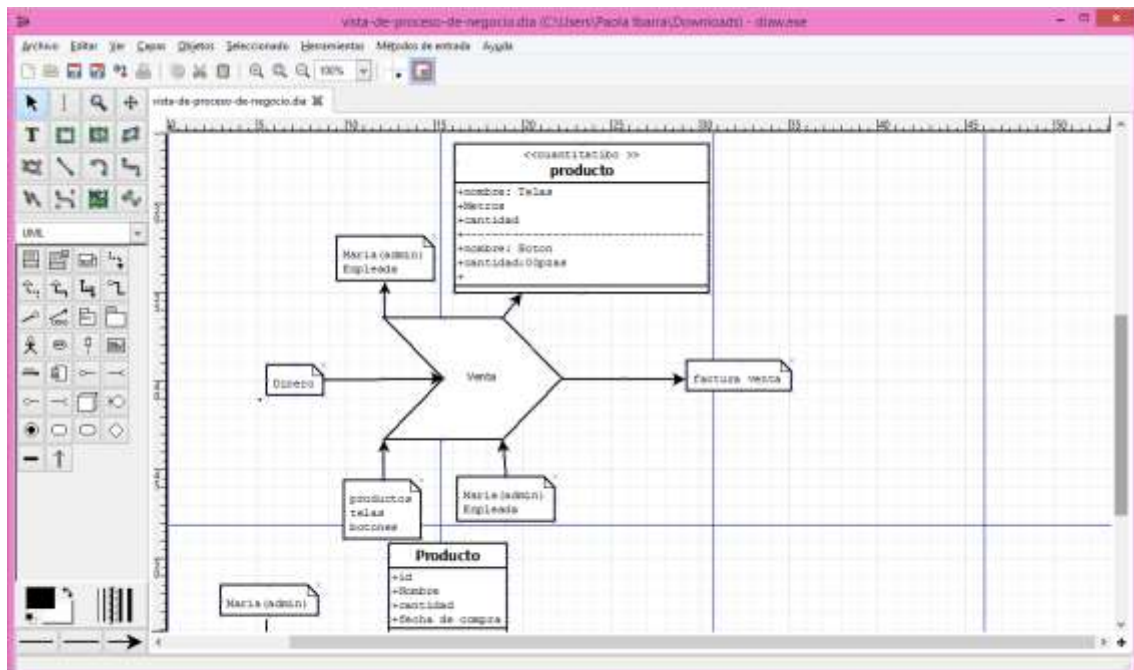 vista-de-proceso-de-negocio.dia (C:\Users\Paola Ibarra\Downloads) - diaw.exe
Archivo Editar Ver Capas Objetos Seleccionado Herramientas Métodos de entrada Ayuda
100%
vista-de-proceso-de-negocio.dia
UML
<<cuantitatibo >>
producto
+nombre: Telas
+Metros
+cantidad
+nombre: Boton
+cantidad:00pzas
+
Maria(admin)
Empleada
Dinero
Venta
factura venta
productos
telas
botones
Maria(admin)
Empleada
Producto
+id
+Nombre
+cantidad
+fecha de compra
Maria(admin)